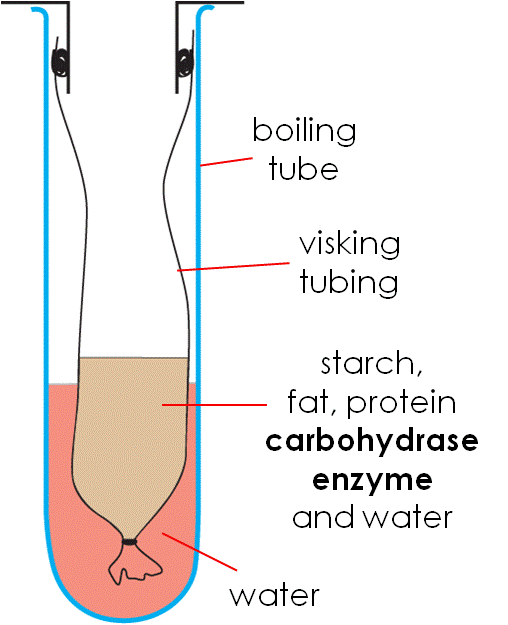 boiling
tube
visking
tubing
starch,
fat, protein
carbohydrase
enzyme
and water
water